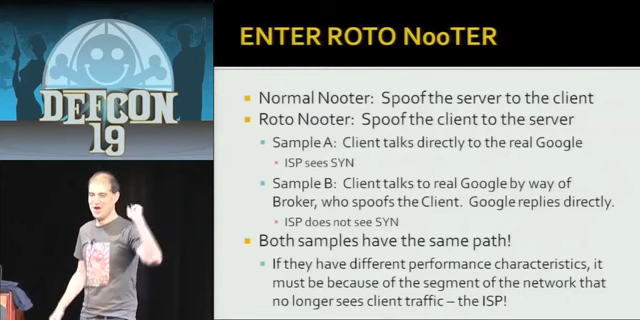 DEFCON
19
ENTER ROTO NooTER
Normal Nooter: Spoof the server to the client
Roto Nooter: Spoof the client to the server
Sample A: Client talks directly to the real Google
ISP sees SYN
Sample B: Client talks to real Google by way of
Broker, who spoofs the Client. Google replies directly.
ISP does not see SYN
Both samples have the same path!
If they have different performance characteristics, it
must be because of the segment of the network that
no longer sees client traffic – the ISP!